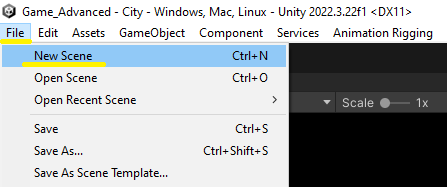 Game_Advanced - City - Windows, Mac, Linux - Unity 2022.3.22f1 <DX11>
File Edit Assets GameObject Component Services Animation Rigging
New Scene Ctrl+N
Open Scene Ctrl+O
Open Recent Scene
Scale 1x
Save Ctrl+S
Save As... Ctrl+Shift+S
Save As Scene Template...